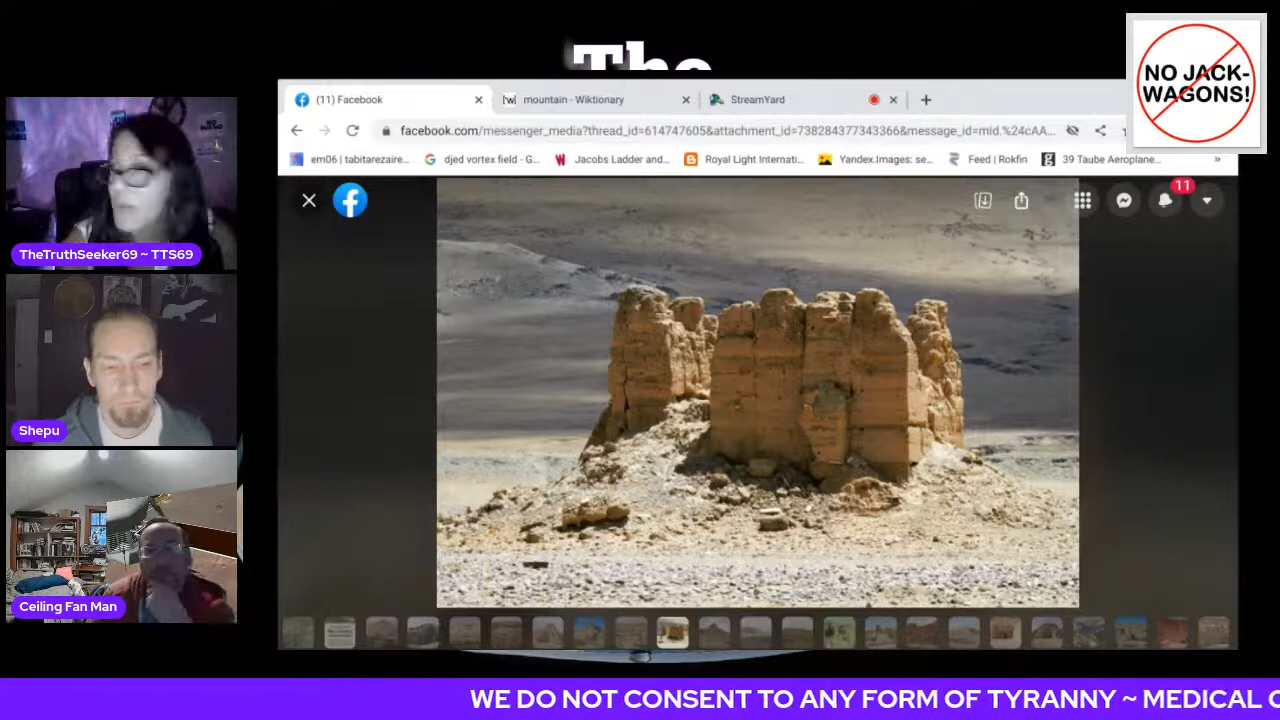 The
NO JACK-
WAGONS!
(11) Facebook
mountain - Wiktionary
StreamYard
facebook.com/messenger_media?thread_id=614747605&attachment_id=738284377343366&message_id=mid.%24cAA...
em06 | tabitarezaire...
djed vortex field - G...
Jacobs Ladder and...
Royal Light Internati...
Yandex.Images: se...
Feed | Rokfin
39 Taube Aeroplane...
11
TheTruthSeeker69 ~ TTS69
Shepu
Ceiling Fan Man
WE DO NOT CONSENT TO ANY FORM OF TYRANNY ~ MEDICAL